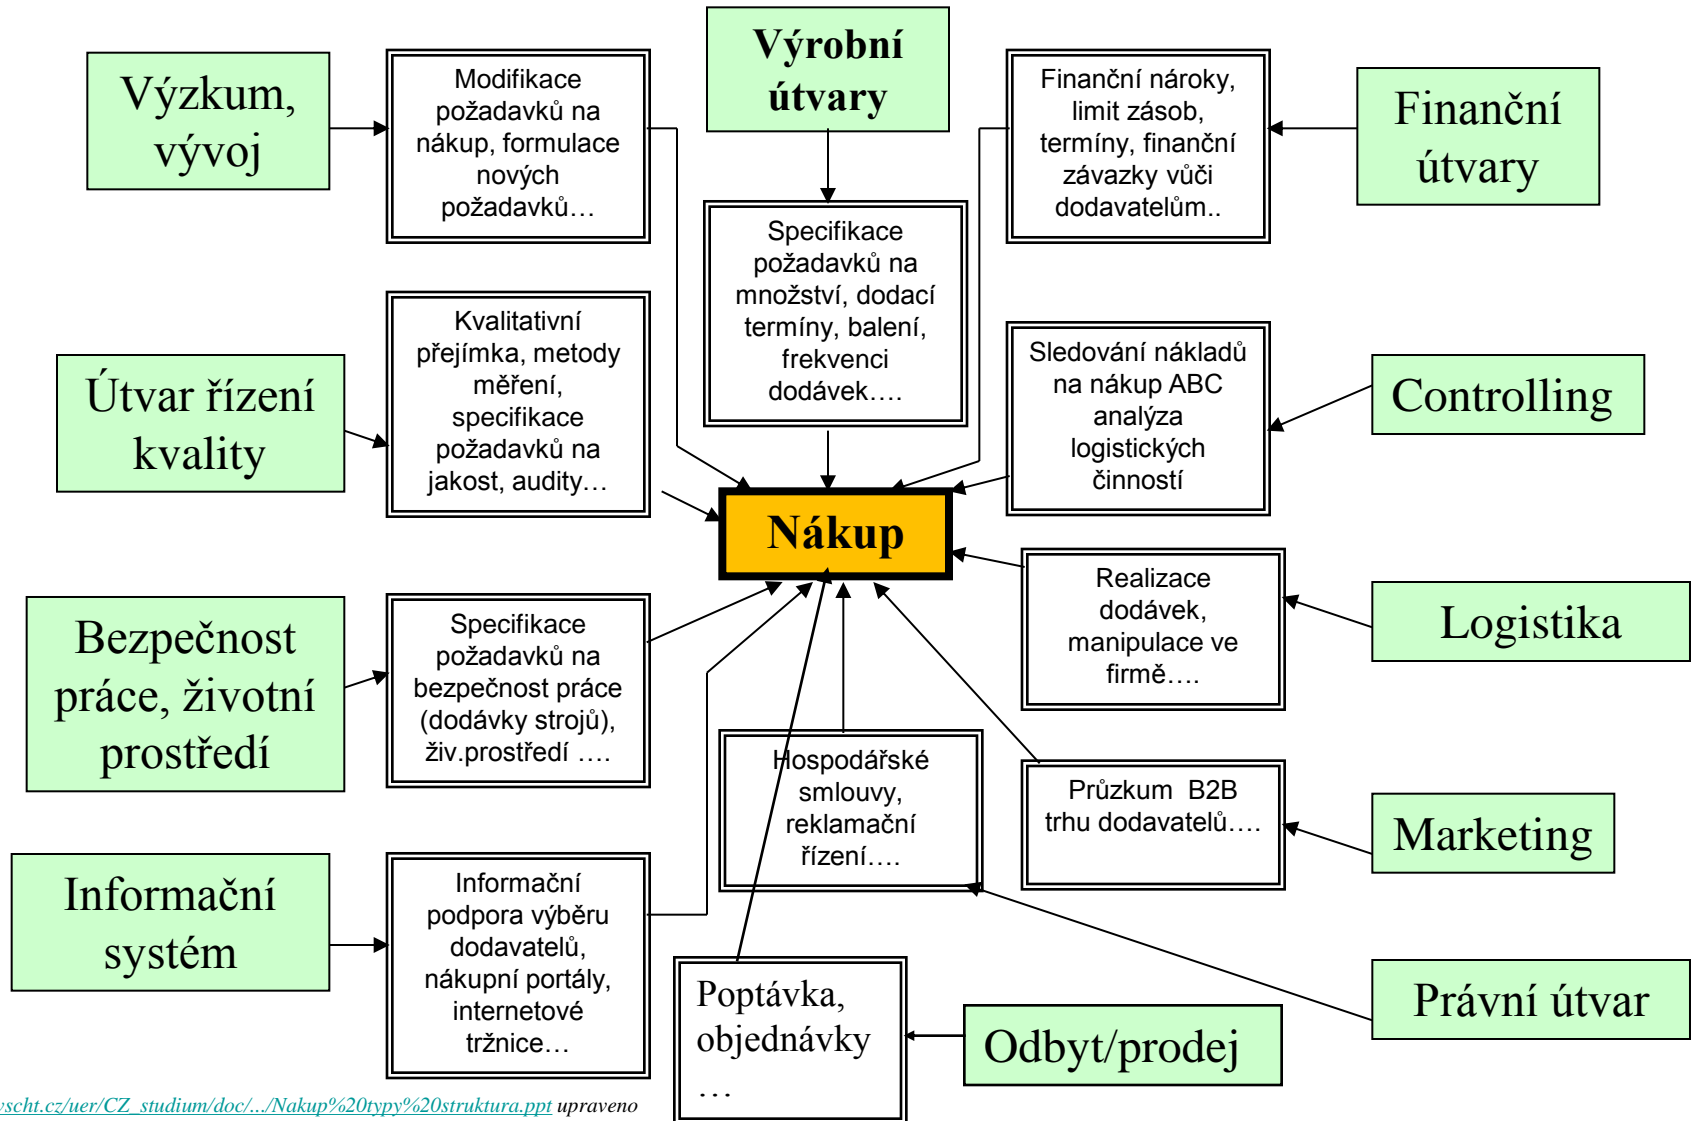 Výzkum,
vývoj
Modifikace
požadavků na
nákup, formulace
nových
požadavků…
Výrobní
útvary
Finanční nároky,
limit zásob,
termíny, finanční
závazky vůči
dodavatelům..
Finanční
útvary
Specifikace
požadavků na
množství, dodací
termíny, balení,
frekvenci
dodávek….
Útvar řízení
kvality
Kvalitativní
přejímka, metody
měření,
specifikace
požadavků na
jakost, audity…
Sledování nákladů
na nákup ABC
analýza
logistických
činností
Controlling
Nákup
Bezpečnost
práce, životní
prostředí
Specifikace
požadavků na
bezpečnost práce
(dodávky strojů),
živ.prostředí ….
Realizace
dodávek,
manipulace ve
firmě….
Logistika
Hospodářské
smlouvy,
reklamační
řízení….
Průzkum  B2B
trhu dodavatelů….
Marketing
Informační
systém
Informační
podpora výběru
dodavatelů,
nákupní portály,
internetové
tržnice…
Poptávka,
objednávky
…
Odbyt/prodej
Právní útvar
vscht.cz/uer/CZ_studium/doc/.../Nakup%20typy%20struktura.ppt upraveno